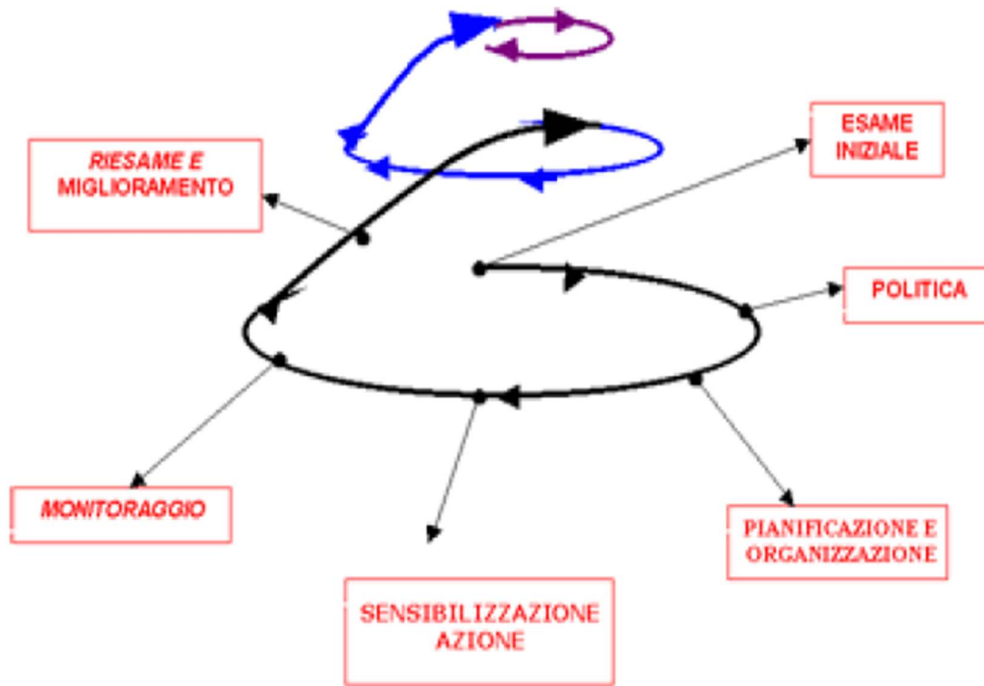 ESAME
INIZIALE
RIESAME E
MIGLIORAMENTO
POLITICA
MONITORAGGIO
PIANIFICAZIONE E
ORGANIZZAZIONE
SENSIBILIZZAZIONE
AZIONE